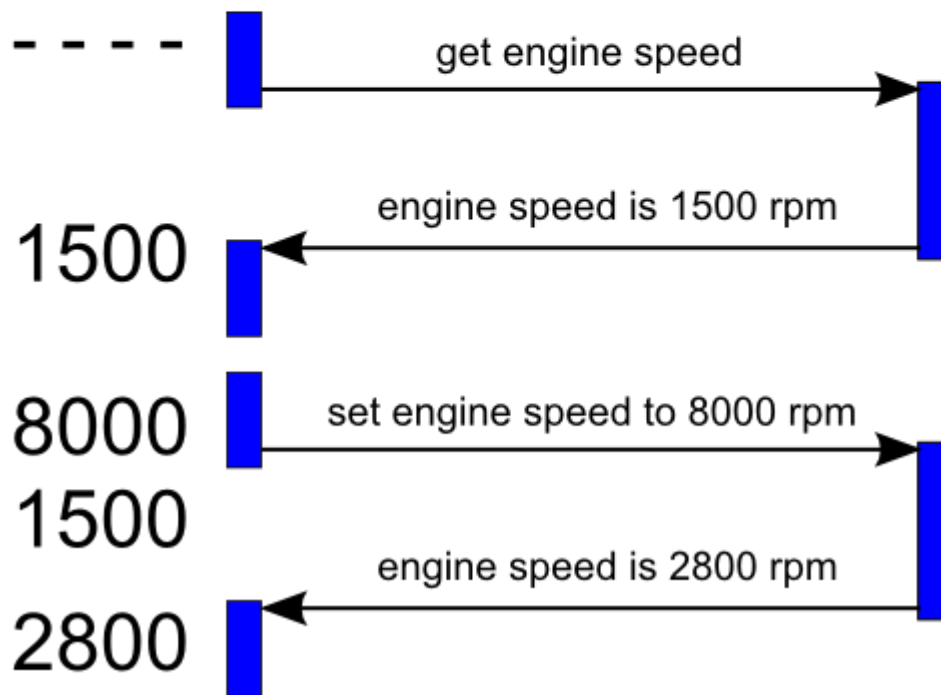 - - - -
get engine speed
engine speed is 1500 rpm
1500
8000
set engine speed to 8000 rpm
1500
engine speed is 2800 rpm
2800